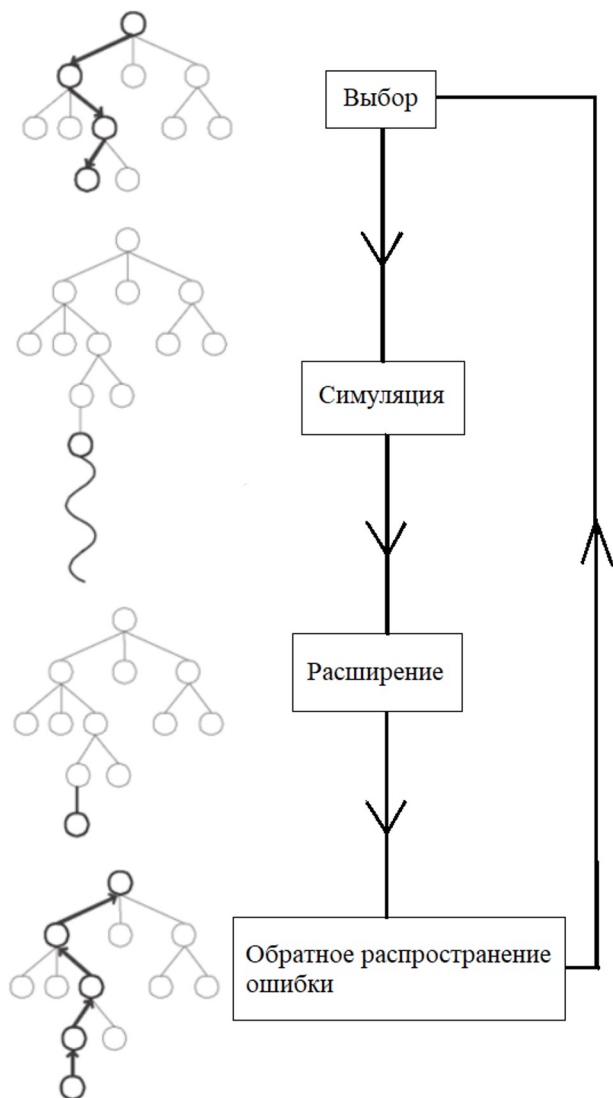 Выбор
Симуляция
Расширение
Обратное распространение
ошибки